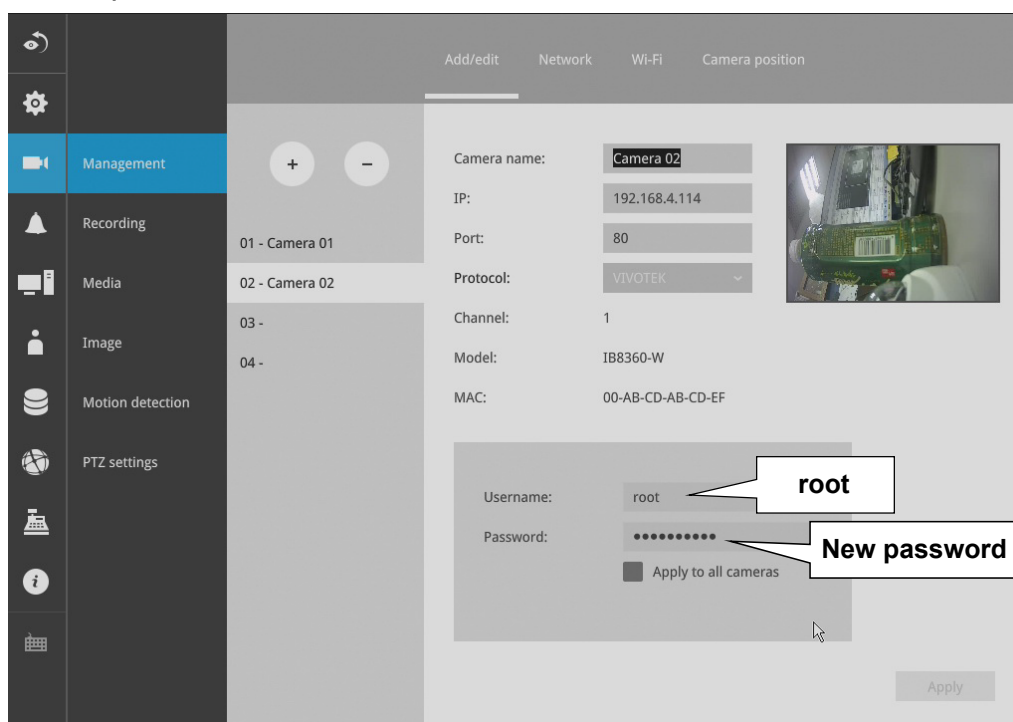 Add/edit Network Wi-Fi Camera position
Management
Recording
Media
Image
Motion detection
PTZ settings
+ -
01 - Camera 01
02 - Camera 02
03 -
04 -
Camera name: Camera 02
IP: 192.168.4.114
Port: 80
Protocol: VIVOTEK
Channel: 1
Model: IB8360-W
MAC: 00-AB-CD-AB-CD-EF
Username: root
root
Password: ••••••••••
New password
Apply to all cameras
Apply